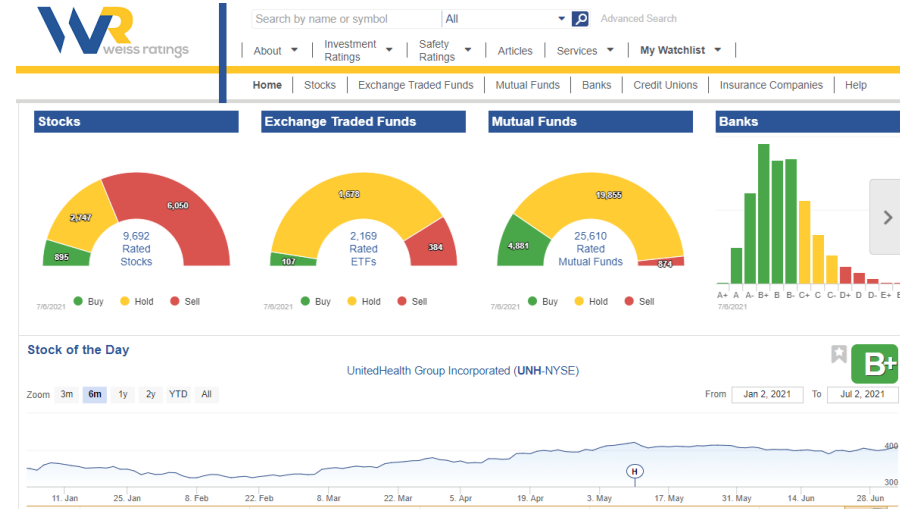 WR
weiss ratings
Search by name or symbol All Advanced Search
About Investment Ratings Safety Ratings Articles Services My Watchlist
Home Stocks Exchange Traded Funds Mutual Funds Banks Credit Unions Insurance Companies Help
Stocks Exchange Traded Funds Mutual Funds Banks
895 2,747 6,050
9,692
Rated
Stocks
7/8/2021 Buy Hold Sell
107 1,678 384
2,169
Rated
ETFs
7/8/2021 Buy Hold Sell
4,881 874
25,610
Rated
Mutual Funds
7/8/2021 Buy Hold Sell
A+ A A- B+ B B- C+ C C- D+ D D- E+ E
7/8/2021
Stock of the Day
UnitedHealth Group Incorporated (UNH-NYSE)
B+
Zoom 3m 6m 1y 2y YTD All From Jan 2, 2021 To Jul 2, 2021
400
H
300
11. Jan 25. Jan 8. Feb 22. Feb 8. Mar 22. Mar 5. Apr 19. Apr 3. May 17. May 31. May 14. Jun 28. Jun